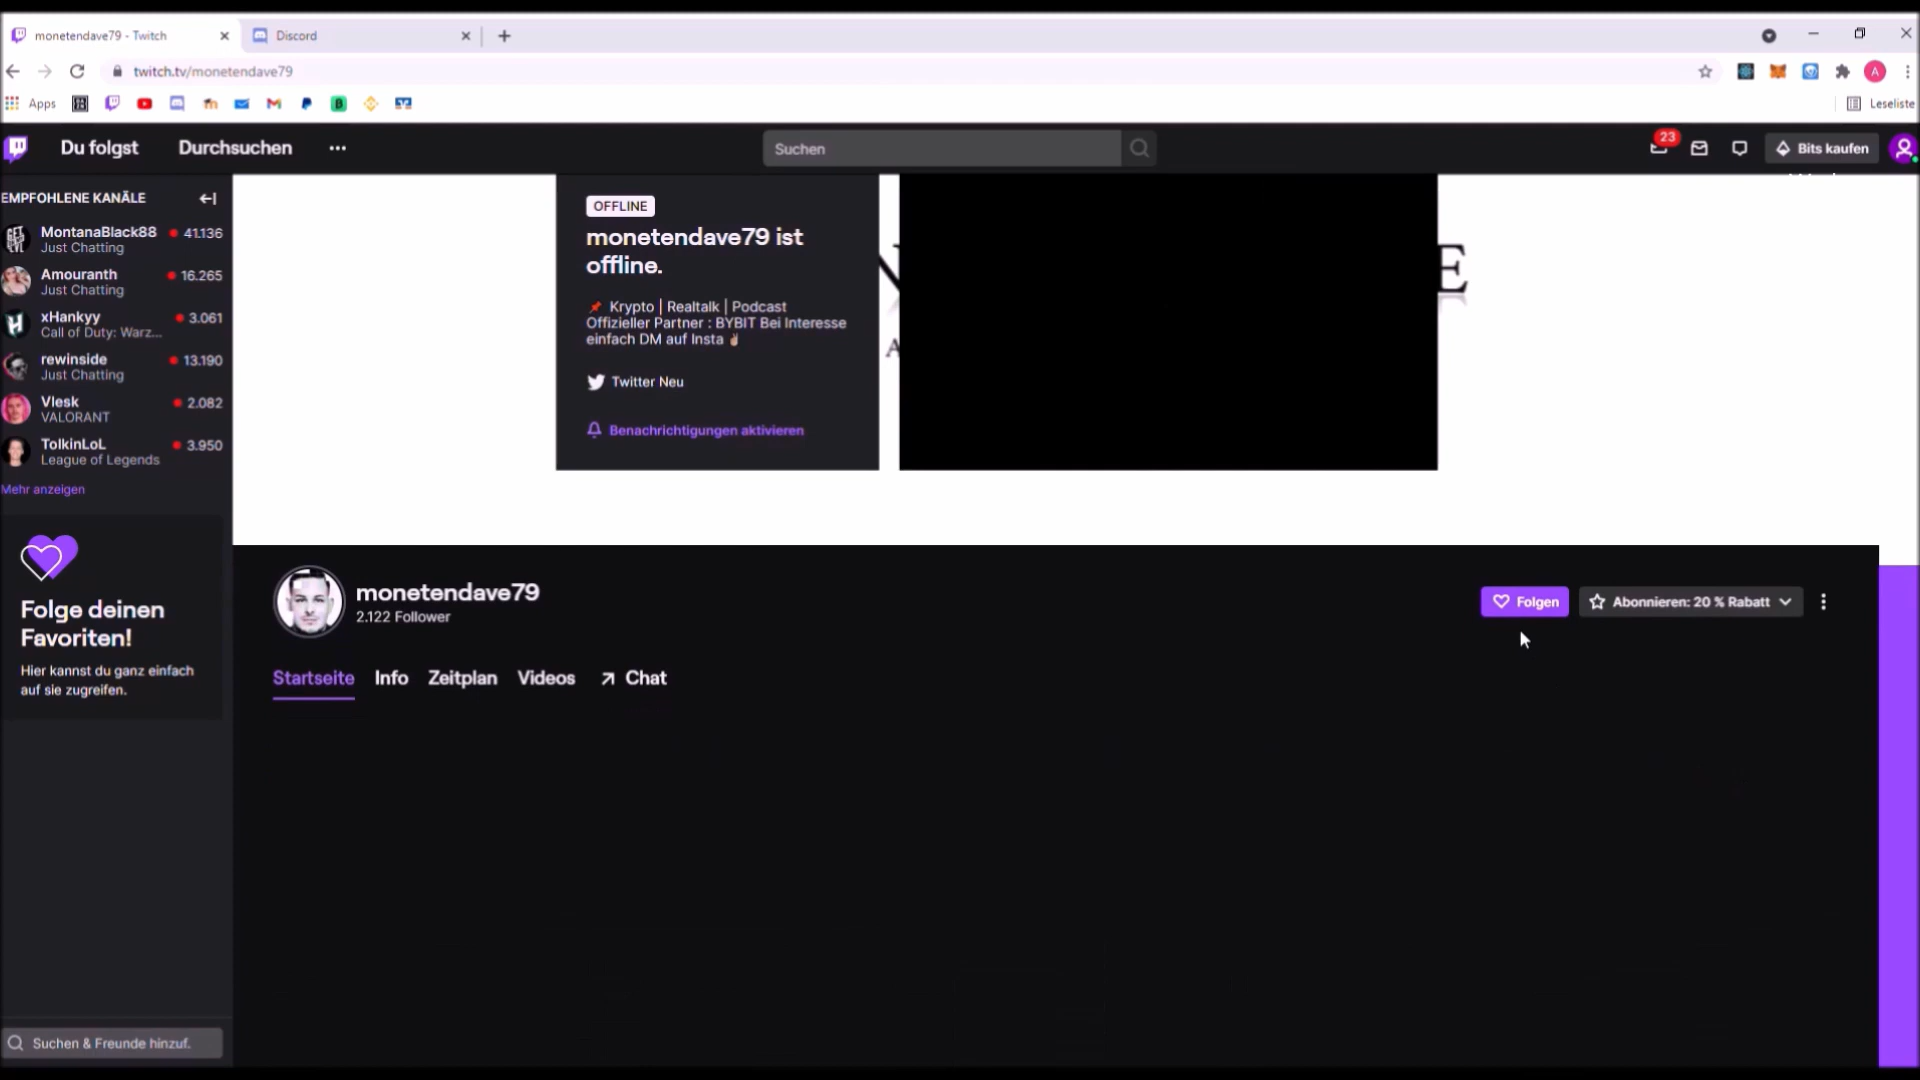 monetendave79 - Twitch
Discord
twitch.tv/monetendave79
A
Apps
Leseliste
Du folgst
Durchsuchen
Suchen
23
Bits kaufen
EMPFOHLENE KANÄLE
MontanaBlack88
41.136
Just Chatting
Amouranth
16.265
Just Chatting
xHankyy
3.061
Call of Duty: Warz...
rewinside
13.190
Just Chatting
Vlesk
2.082
VALORANT
TolkinLoL
3.950
League of Legends
Mehr anzeigen
Folge deinen
Favoriten!
Hier kannst du ganz einfach
auf sie zugreifen.
Suchen & Freunde hinzuf.
OFFLINE
monetendave79 ist
offline.
Krypto | Realtalk | Podcast
Offizieller Partner : BYBIT Bei Interesse
einfach DM auf Insta
Twitter Neu
Benachrichtigungen aktivieren
E
monetendave79
2.122 Follower
Folgen
Abonnieren: 20 % Rabatt
Startseite
Info
Zeitplan
Videos
Chat